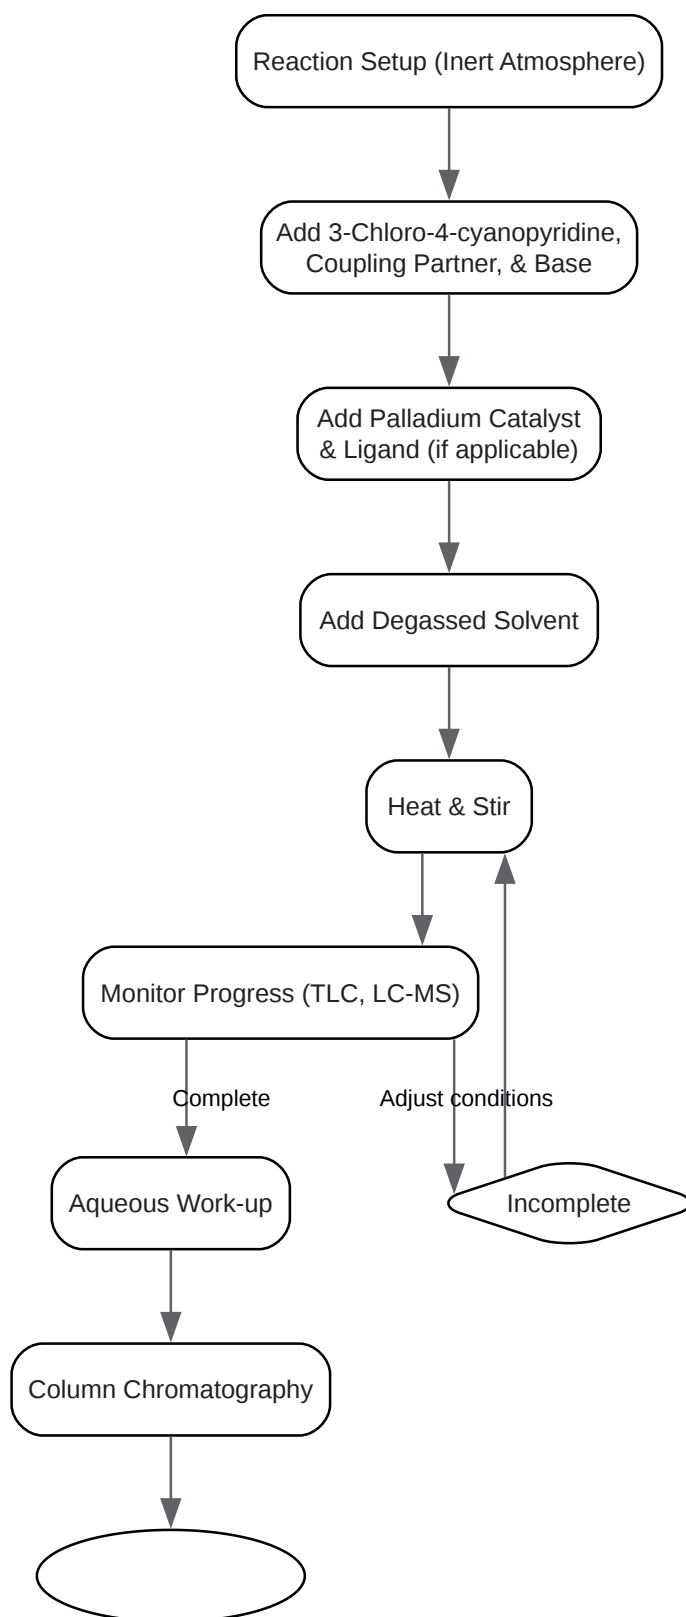 Reaction Setup (Inert Atmosphere)
Add 3-Chloro-4-cyanopyridine,
Coupling Partner, & Base
Add Palladium Catalyst
& Ligand (if applicable)
Add Degassed Solvent
Heat & Stir
Monitor Progress (TLC, LC-MS)
Complete
Adjust conditions
Aqueous Work-up
Incomplete
Column Chromatography